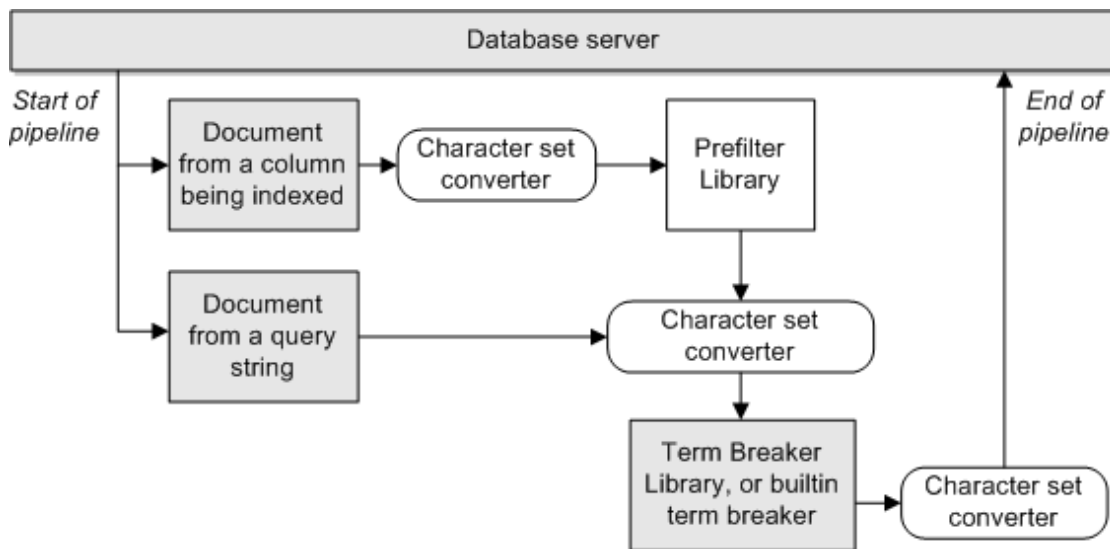 Database server
Start of
pipeline
End of
pipeline
Document
from a column
being indexed
Character set
converter
Prefilter
Library
Document
from a query
string
Character set
converter
Term Breaker
Library, or builtin
term breaker
Character set
converter